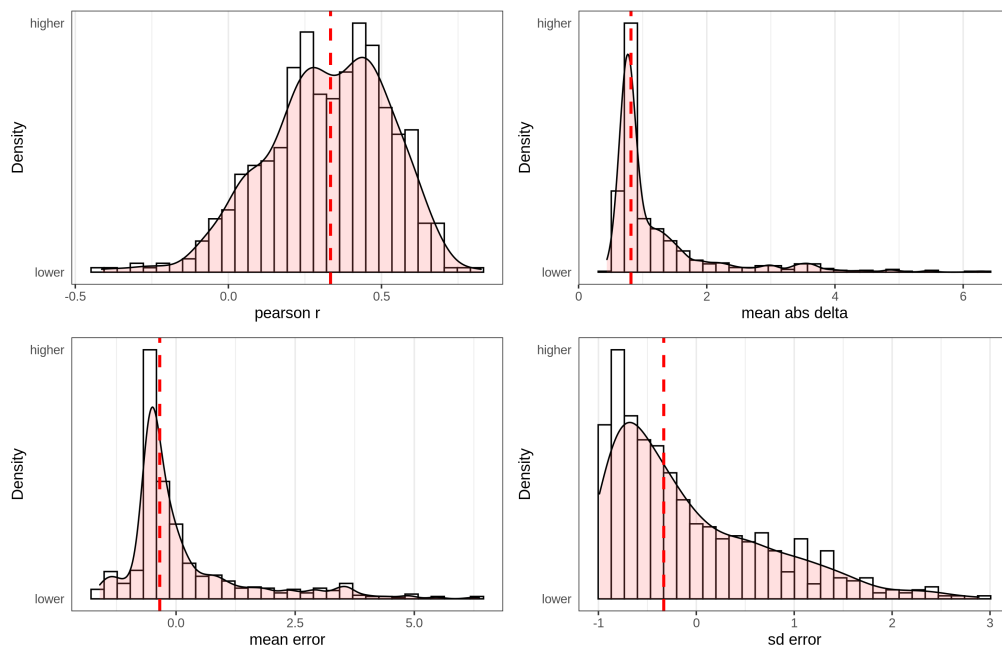 higher
Density
lower
-0.5
0.0
0.5
pearson r
higher
Density
lower
0
2
4
6
mean abs delta
higher
Density
lower
0.0
2.5
5.0
mean error
higher
Density
lower
-1
0
1
2
3
sd error